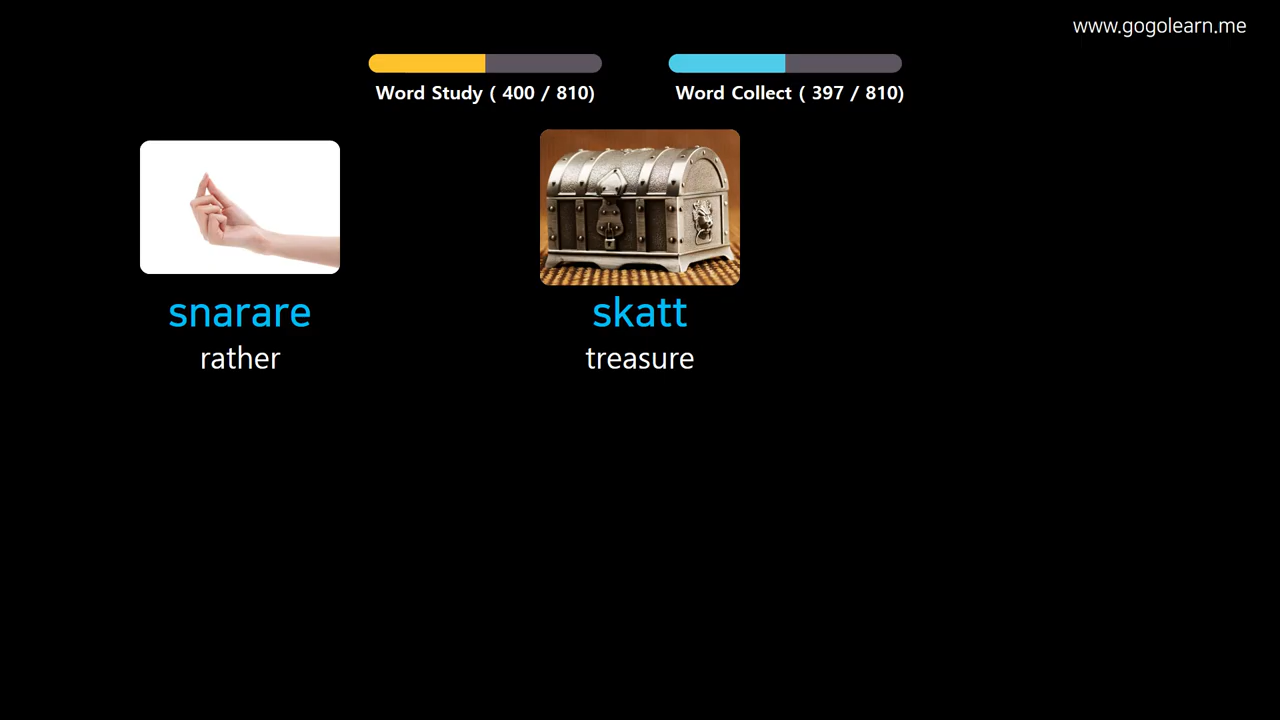 www.gogolearn.me
Word Study ( 400 / 810)
Word Collect ( 397 / 810)
snarare
rather
skatt
treasure